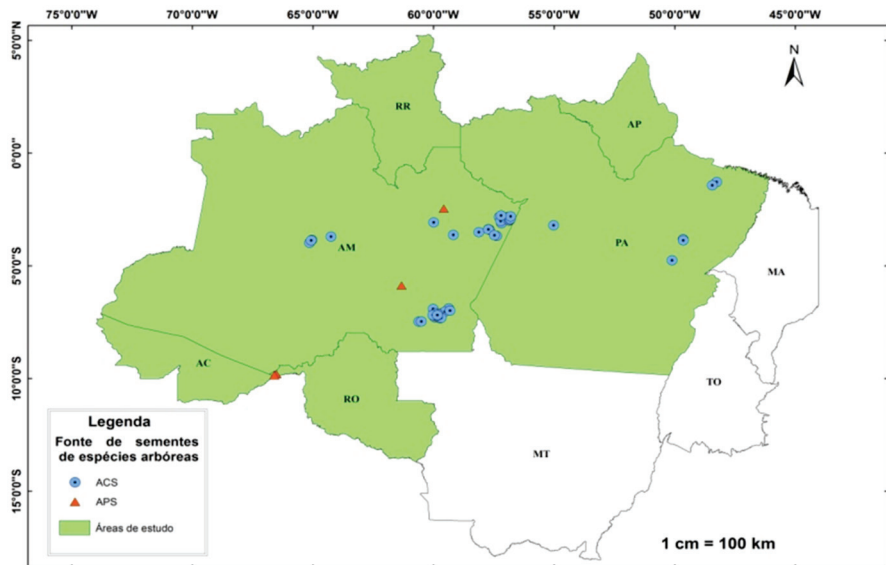 75°0'0"W 70°0'0"W 65°0'0"W 60°0'0"W 55°0'0"W 50°0'0"W 45°0'0"W
5°0'0"N
0°0'0"
5°0'0"S
10°0'0"S
15°0'0"S
N
RR
AP
AM
PA
MA
AC
RO
TO
MT
Legenda
Fonte de sementes
de espécies arbóreas
ACS
APS
Áreas de estudo
1 cm = 100 km